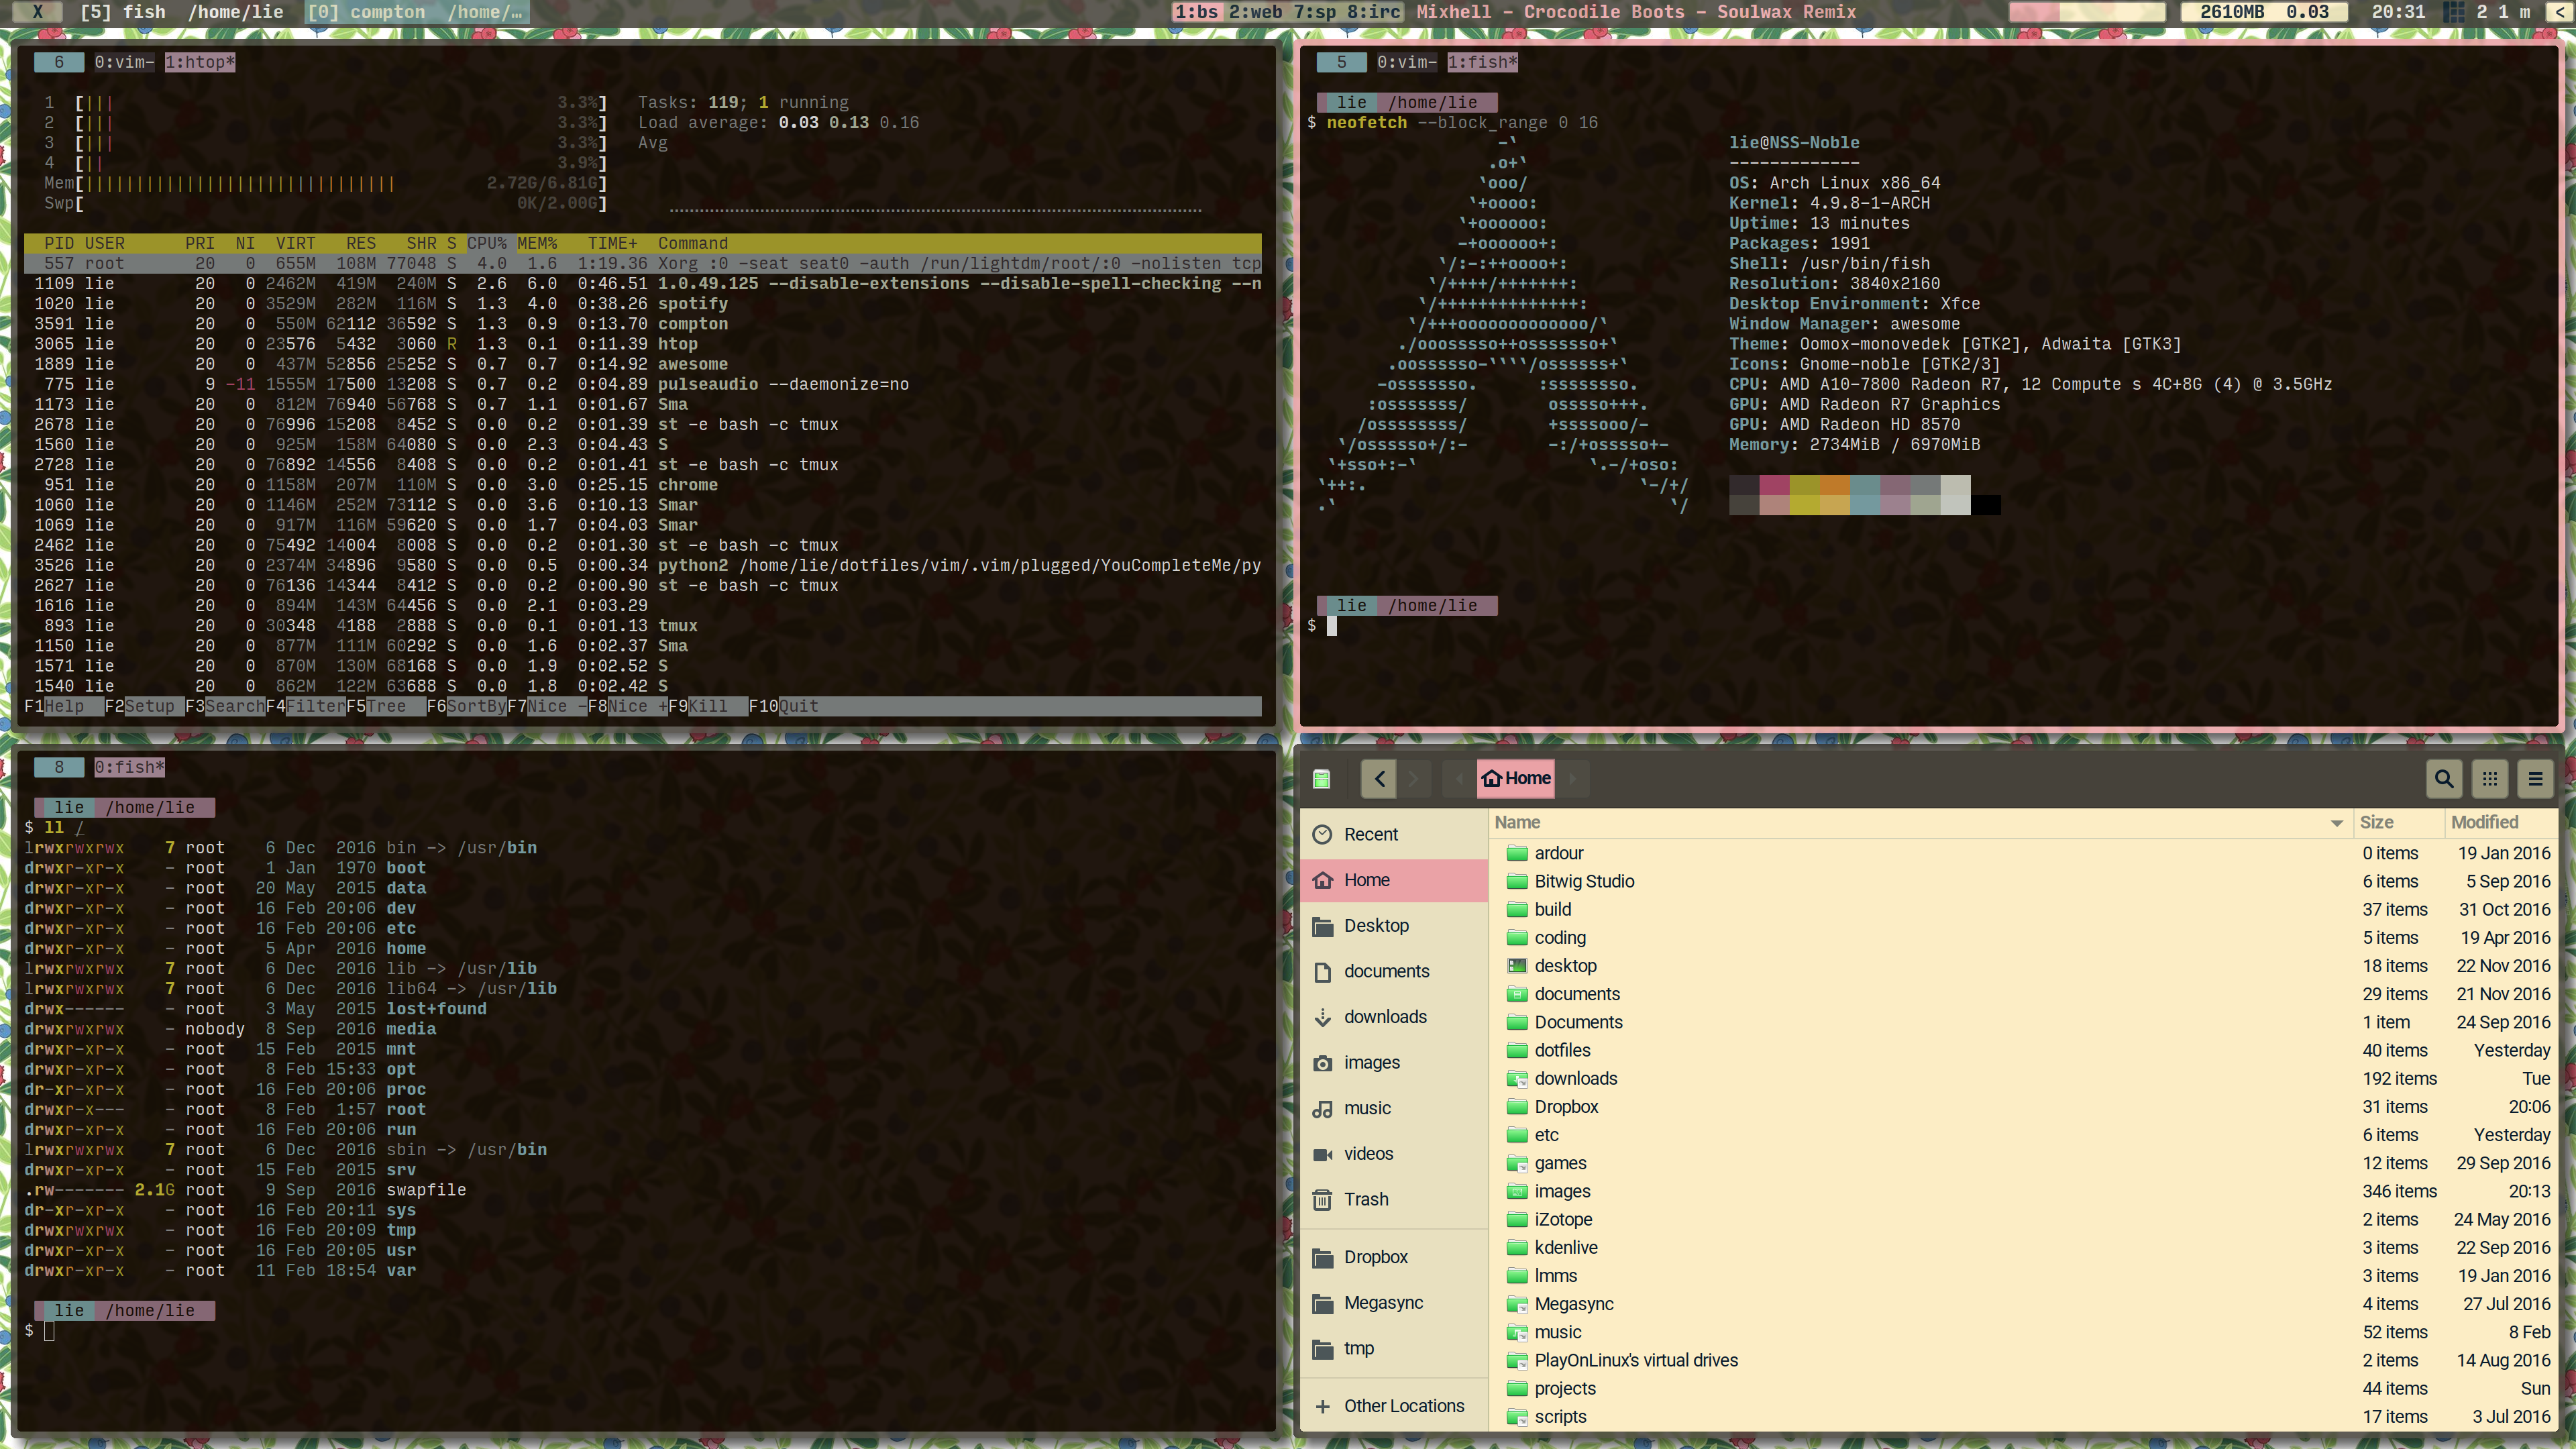 X [5] fish /home/lie [0] compton /home/… 1:bs 2:web 7:sp 8:irc Mixhell - Crocodile Boots - Soulwax Remix 2610MB 0.03 20:31 2 1 m <
6 0:vim- 1:htop*
1 [||| 3.3%] Tasks: 119; 1 running
2 [||| 3.3%] Load average: 0.03 0.13 0.16
3 [||| 3.3%] Avg
4 [|| 3.9%]
Mem[||||||||||||||||||||||||||||||| 2.72G/6.81G]
Swp[ 0K/2.00G]
PID USER PRI NI VIRT RES SHR S CPU% MEM% TIME+ Command
557 root 20 0 655M 108M 77048 S 4.0 1.6 1:19.36 Xorg :0 -seat seat0 -auth /run/lightdm/root/:0 -nolisten tcp
1109 lie 20 0 2462M 419M 240M S 2.6 6.0 0:46.51 1.0.49.125 --disable-extensions --disable-spell-checking --n
1020 lie 20 0 3529M 282M 116M S 1.3 4.0 0:38.26 spotify
3591 lie 20 0 550M 62112 36592 S 1.3 0.9 0:13.70 compton
3065 lie 20 0 23576 5432 3060 R 1.3 0.1 0:11.39 htop
1889 lie 20 0 437M 52856 25252 S 0.7 0.7 0:14.92 awesome
775 lie 9 -11 1555M 17500 13208 S 0.7 0.2 0:04.89 pulseaudio --daemonize=no
1173 lie 20 0 812M 76940 56768 S 0.7 1.1 0:01.67 Sma
2678 lie 20 0 76996 15208 8452 S 0.0 0.2 0:01.39 st -e bash -c tmux
1560 lie 20 0 925M 158M 64080 S 0.0 2.3 0:04.43 S
2728 lie 20 0 76892 14556 8408 S 0.0 0.2 0:01.41 st -e bash -c tmux
951 lie 20 0 1158M 207M 110M S 0.0 3.0 0:25.15 chrome
1060 lie 20 0 1146M 252M 73112 S 0.0 3.6 0:10.13 Smar
1069 lie 20 0 917M 116M 59620 S 0.0 1.7 0:04.03 Smar
2462 lie 20 0 75492 14004 8008 S 0.0 0.2 0:01.30 st -e bash -c tmux
3526 lie 20 0 2374M 34896 9580 S 0.0 0.5 0:00.34 python2 /home/lie/dotfiles/vim/.vim/plugged/YouCompleteMe/py
2627 lie 20 0 76136 14344 8412 S 0.0 0.2 0:00.90 st -e bash -c tmux
1616 lie 20 0 894M 143M 64456 S 0.0 2.1 0:03.29
893 lie 20 0 30348 4188 2888 S 0.0 0.1 0:01.13 tmux
1150 lie 20 0 877M 111M 60292 S 0.0 1.6 0:02.37 Sma
1571 lie 20 0 870M 130M 68168 S 0.0 1.9 0:02.52 S
1540 lie 20 0 862M 122M 63688 S 0.0 1.8 0:02.42 S
F1Help F2Setup F3SearchF4FilterF5Tree F6SortByF7Nice -F8Nice +F9Kill F10Quit
5 0:vim- 1:fish*
lie /home/lie
$ neofetch --block_range 0 16
-`
.o+`
`ooo/
`+oooo:
`+oooooo:
-+oooooo+:
`/:-:++oooo+:
`/++++/+++++++:
`/++++++++++++++:
`/+++ooooooooooooo/`
./ooosssso++osssssso+`
.oossssso-````/ossssss+`
-osssssso. :ssssssso.
:osssssss/ osssso+++.
/ossssssss/ +ssssooo/-
`/ossssso+/:- -:/+osssso+-
`+sso+:-` `.-/+oso:
`++:. `-/+/
.` `/
lie@NSS-Noble
-------------
OS: Arch Linux x86_64
Kernel: 4.9.8-1-ARCH
Uptime: 13 minutes
Packages: 1991
Shell: /usr/bin/fish
Resolution: 3840x2160
Desktop Environment: Xfce
Window Manager: awesome
Theme: Oomox-monovedek [GTK2], Adwaita [GTK3]
Icons: Gnome-noble [GTK2/3]
CPU: AMD A10-7800 Radeon R7, 12 Compute s 4C+8G (4) @ 3.5GHz
GPU: AMD Radeon R7 Graphics
GPU: AMD Radeon HD 8570
Memory: 2734MiB / 6970MiB
lie /home/lie
$
8 0:fish*
lie /home/lie
$ ll /
lrwxrwxrwx 7 root 6 Dec 2016 bin -> /usr/bin
drwxr-xr-x - root 1 Jan 1970 boot
drwxr-xr-x - root 20 May 2015 data
drwxr-xr-x - root 16 Feb 20:06 dev
drwxr-xr-x - root 16 Feb 20:06 etc
drwxr-xr-x - root 5 Apr 2016 home
lrwxrwxrwx 7 root 6 Dec 2016 lib -> /usr/lib
lrwxrwxrwx 7 root 6 Dec 2016 lib64 -> /usr/lib
drwx------ - root 3 May 2015 lost+found
drwxrwxrwx - nobody 8 Sep 2016 media
drwxr-xr-x - root 15 Feb 2015 mnt
drwxr-xr-x - root 8 Feb 15:33 opt
dr-xr-xr-x - root 16 Feb 20:06 proc
drwxr-x--- - root 8 Feb 1:57 root
drwxr-xr-x - root 16 Feb 20:06 run
lrwxrwxrwx 7 root 6 Dec 2016 sbin -> /usr/bin
drwxr-xr-x - root 15 Feb 2015 srv
.rw------- 2.1G root 9 Sep 2016 swapfile
dr-xr-xr-x - root 16 Feb 20:11 sys
drwxrwxrwx - root 16 Feb 20:09 tmp
drwxr-xr-x - root 16 Feb 20:05 usr
drwxr-xr-x - root 11 Feb 18:54 var
lie /home/lie
$
Home
Recent
Home
Desktop
documents
downloads
images
music
videos
Trash
Dropbox
Megasync
tmp
Other Locations
Name Size Modified
ardour 0 items 19 Jan 2016
Bitwig Studio 6 items 5 Sep 2016
build 37 items 31 Oct 2016
coding 5 items 19 Apr 2016
desktop 18 items 22 Nov 2016
documents 29 items 21 Nov 2016
Documents 1 item 24 Sep 2016
dotfiles 40 items Yesterday
downloads 192 items Tue
Dropbox 31 items 20:06
etc 6 items Yesterday
games 12 items 29 Sep 2016
images 346 items 20:13
iZotope 2 items 24 May 2016
kdenlive 3 items 22 Sep 2016
lmms 3 items 19 Jan 2016
Megasync 4 items 27 Jul 2016
music 52 items 8 Feb
PlayOnLinux's virtual drives 2 items 14 Aug 2016
projects 44 items Sun
scripts 17 items 3 Jul 2016